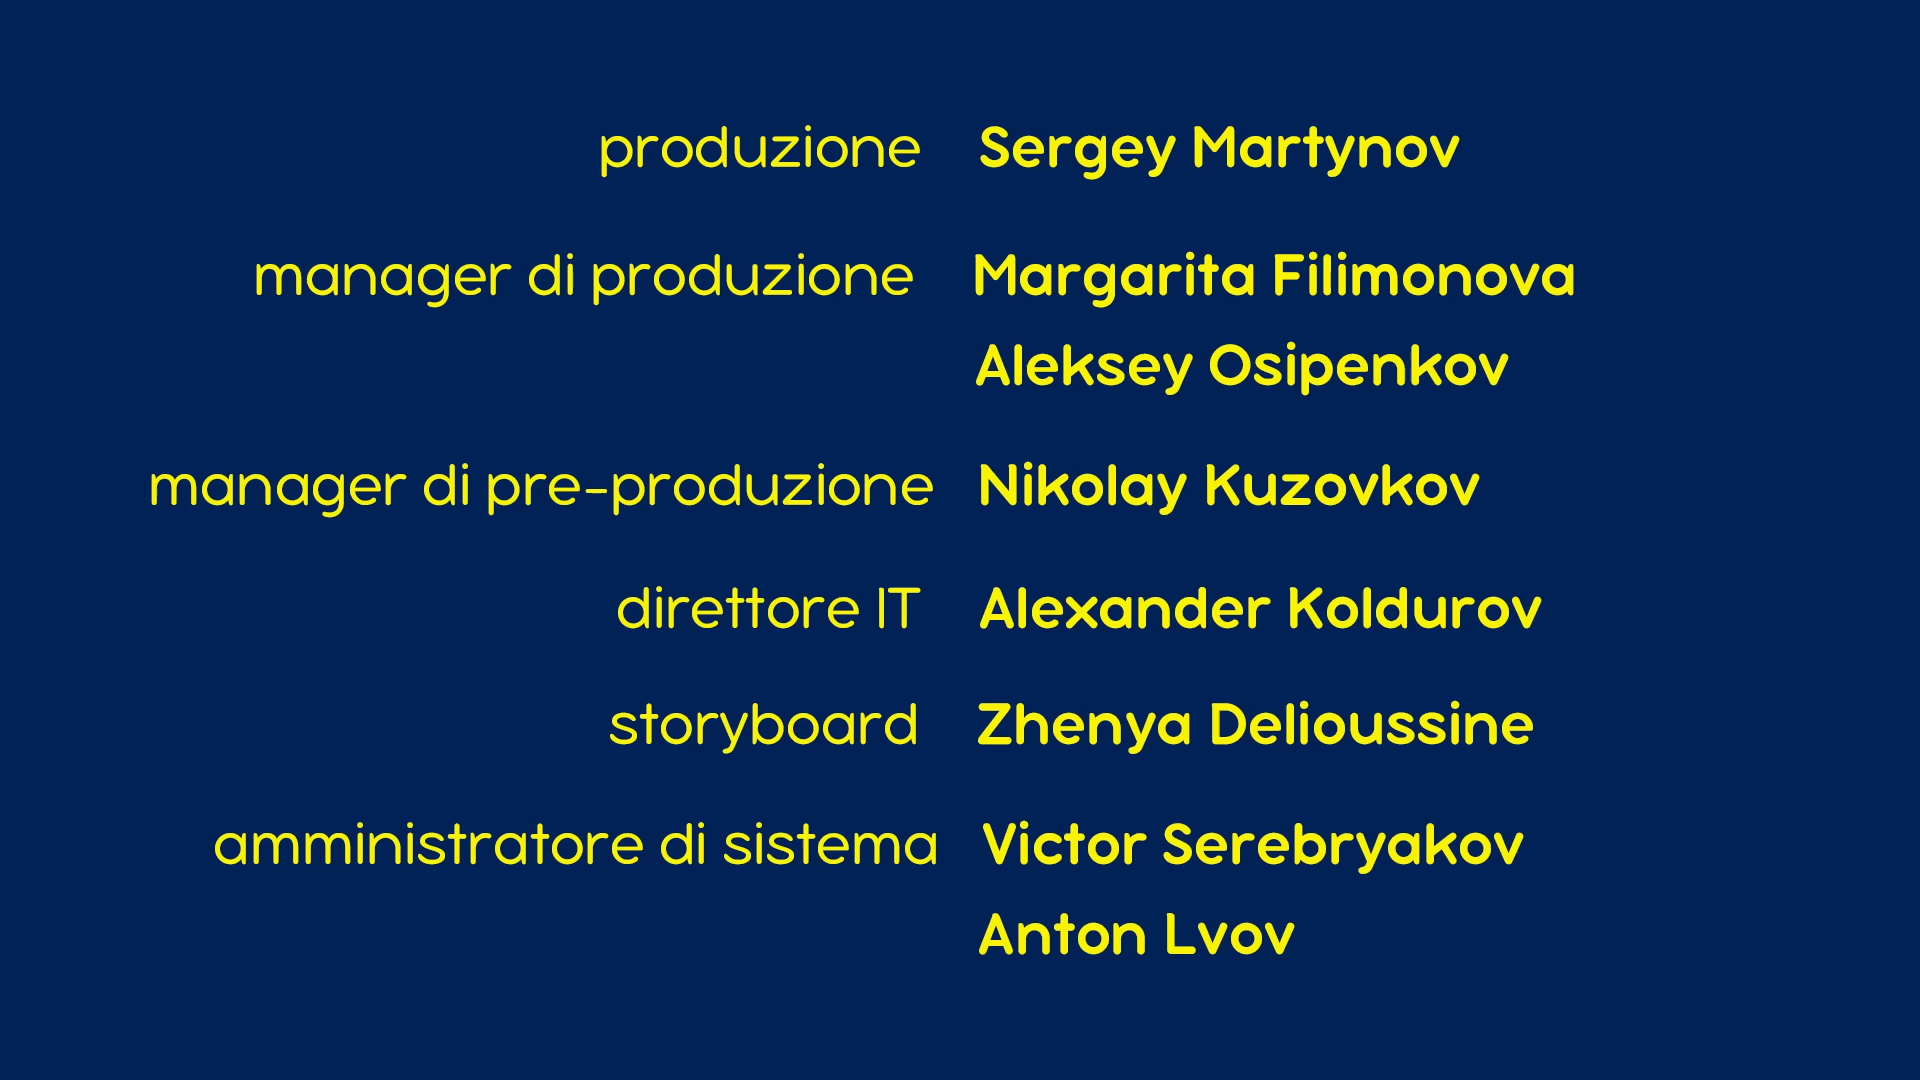 produzione Sergey Martynov
manager di produzione Margarita Filimonova
Aleksey Osipenkov
manager di pre-produzione Nikolay Kuzovkov
direttore IT Alexander Koldurov
storyboard Zhenya Delioussine
amministratore di sistema Victor Serebryakov
Anton Lvov